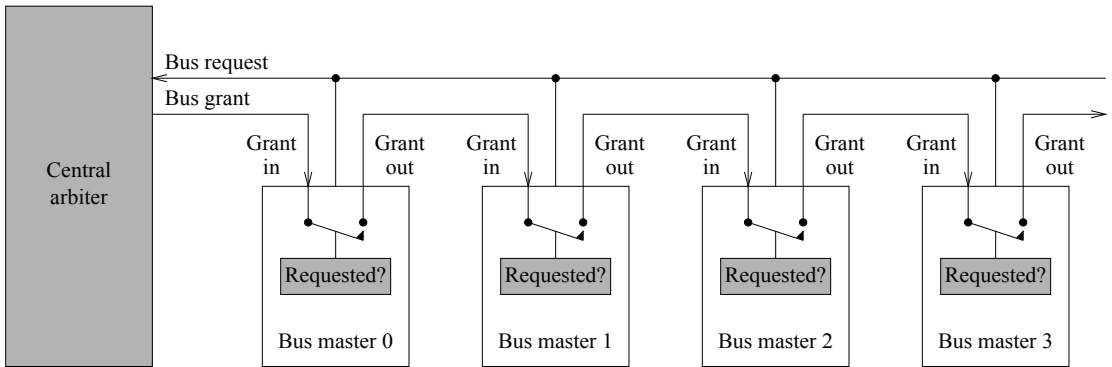 Bus request
Bus grant
Central
arbiter
Grant
in
Grant
out
Grant
in
Grant
out
Grant
in
Grant
out
Grant
in
Grant
out
Requested?
Requested?
Requested?
Requested?
Bus master 0
Bus master 1
Bus master 2
Bus master 3